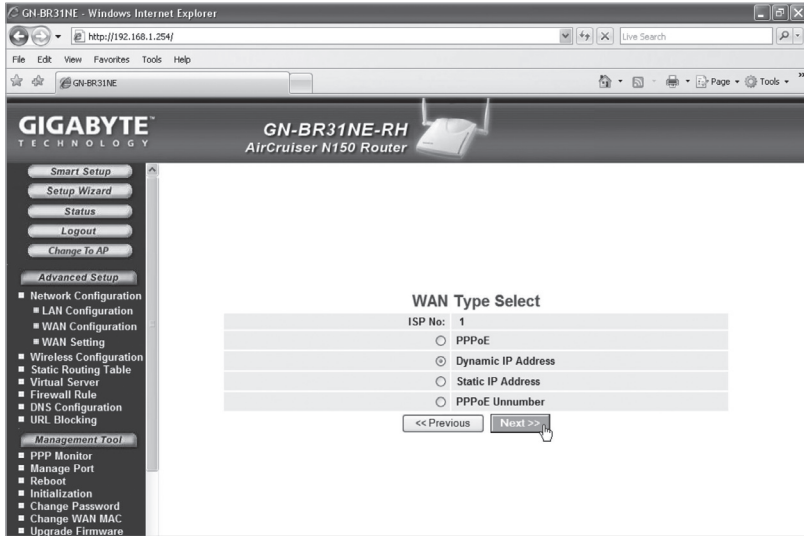 GN-BR31NE - Windows Internet Explorer
http://192.168.1.254/
Live Search
File Edit View Favorites Tools Help
GN-BR31NE
Page Tools
GIGABYTE™
TECHNOLOGY
GN-BR31NE-RH
AirCruiser N150 Router
Smart Setup
Setup Wizard
Status
Logout
Change To AP
Advanced Setup
Network Configuration
LAN Configuration
WAN Configuration
WAN Setting
Wireless Configuration
Static Routing Table
Virtual Server
Firewall Rule
DNS Configuration
URL Blocking
Management Tool
PPP Monitor
Manage Port
Reboot
Initialization
Change Password
Change WAN MAC
Upgrade Firmware
WAN Type Select
ISP No: 1
PPPoE
Dynamic IP Address
Static IP Address
PPPoE Unnumber
<< Previous Next >>